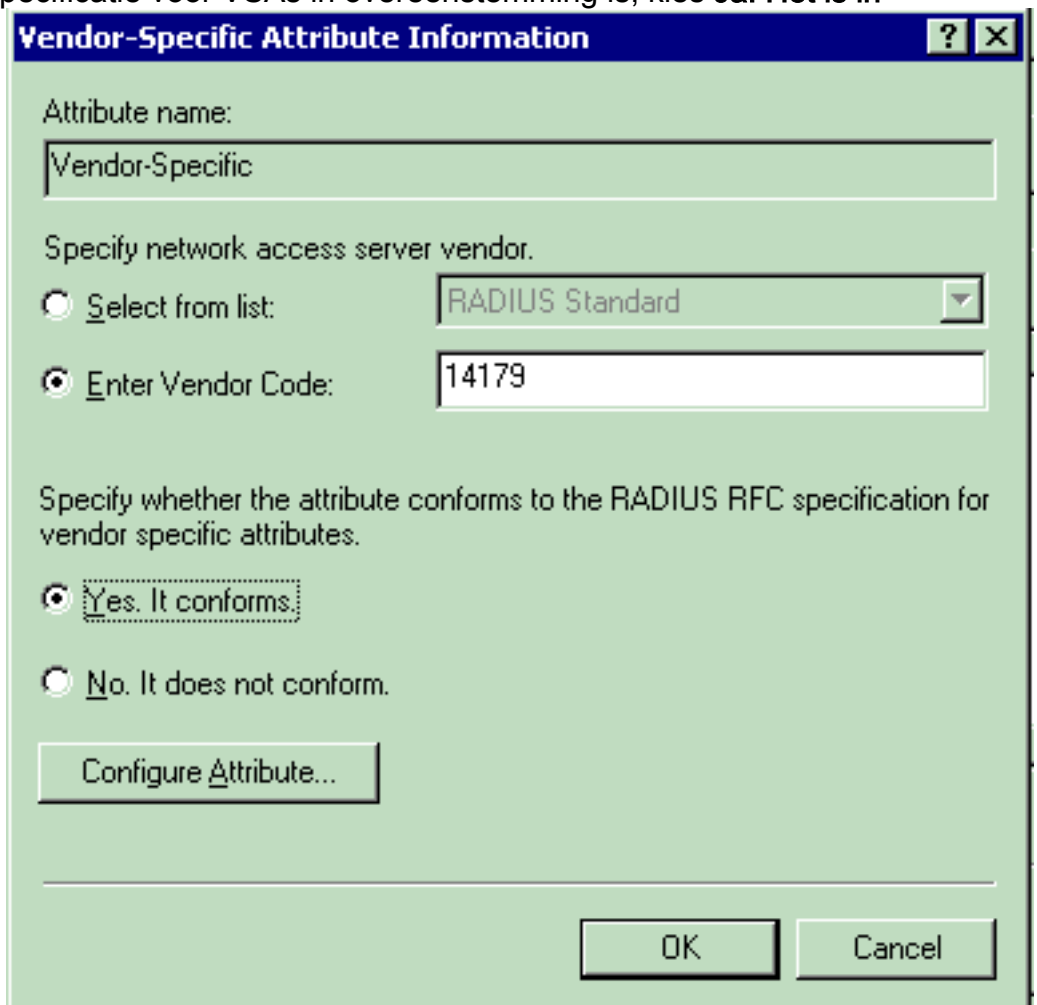 Vendor-Specific Attribute Information
Attribute name:
Vendor-Specific
Specify network access server vendor.
Select from list: RADIUS Standard
Enter Vendor Code: 14179
Specify whether the attribute conforms to the RADIUS RFC specification for
vendor specific attributes.
Yes. It conforms.
No. It does not conform.
Configure Attribute...
OK Cancel